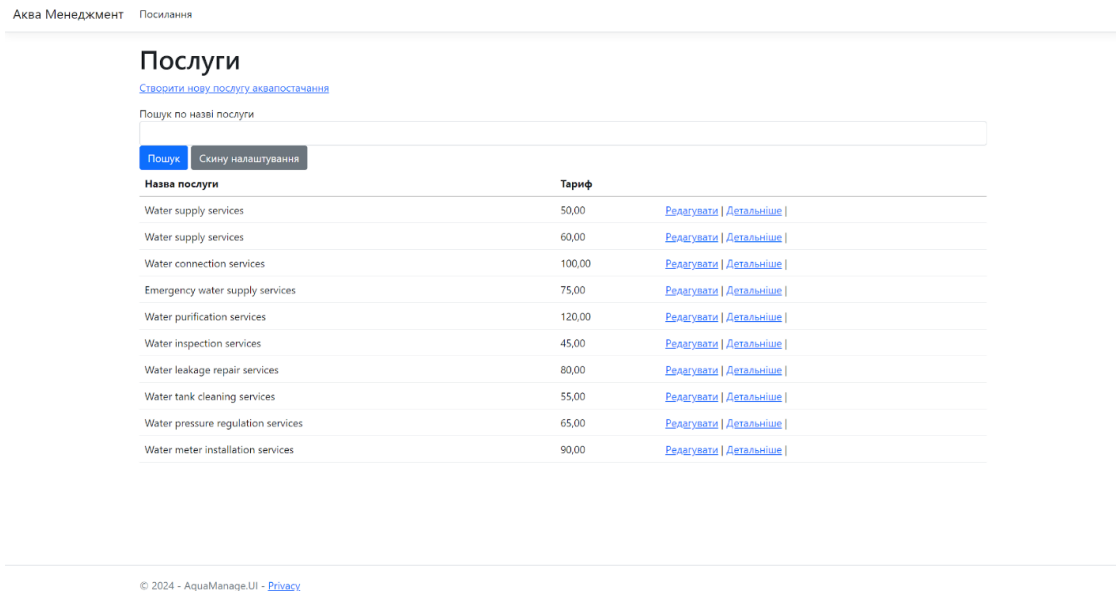 Аква Менеджмент Посилання
Послуги
Створити нову послугу аквапостачання
Пошук по назві послуги
Пошук Скину налаштування
Назва послуги Тариф
Water supply services 50,00 Редагувати | Детальніше |
Water supply services 60,00 Редагувати | Детальніше |
Water connection services 100,00 Редагувати | Детальніше |
Emergency water supply services 75,00 Редагувати | Детальніше |
Water purification services 120,00 Редагувати | Детальніше |
Water inspection services 45,00 Редагувати | Детальніше |
Water leakage repair services 80,00 Редагувати | Детальніше |
Water tank cleaning services 55,00 Редагувати | Детальніше |
Water pressure regulation services 65,00 Редагувати | Детальніше |
Water meter installation services 90,00 Редагувати | Детальніше |
© 2024 - AquaManage.UI - Privacy